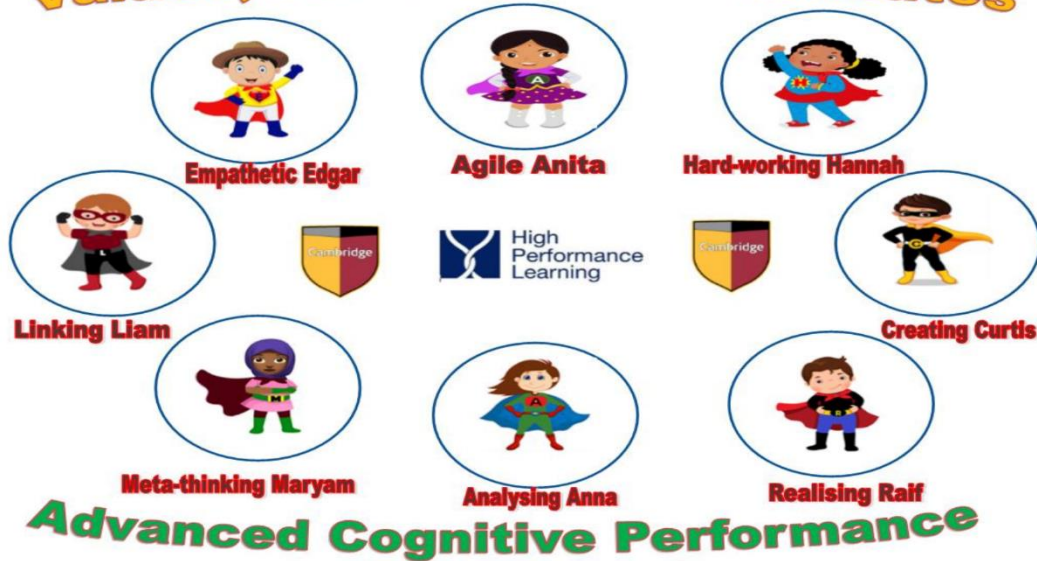 A
H
Empathetic Edgar
Agile Anita
Hard-working Hannah
L
Cambridge
High
Performance
Learning
Cambridge
C
Linking Liam
Creating Curtis
M
A
R
Meta-thinking Maryam
Analysing Anna
Realising Raif
Advanced Cognitive Performance